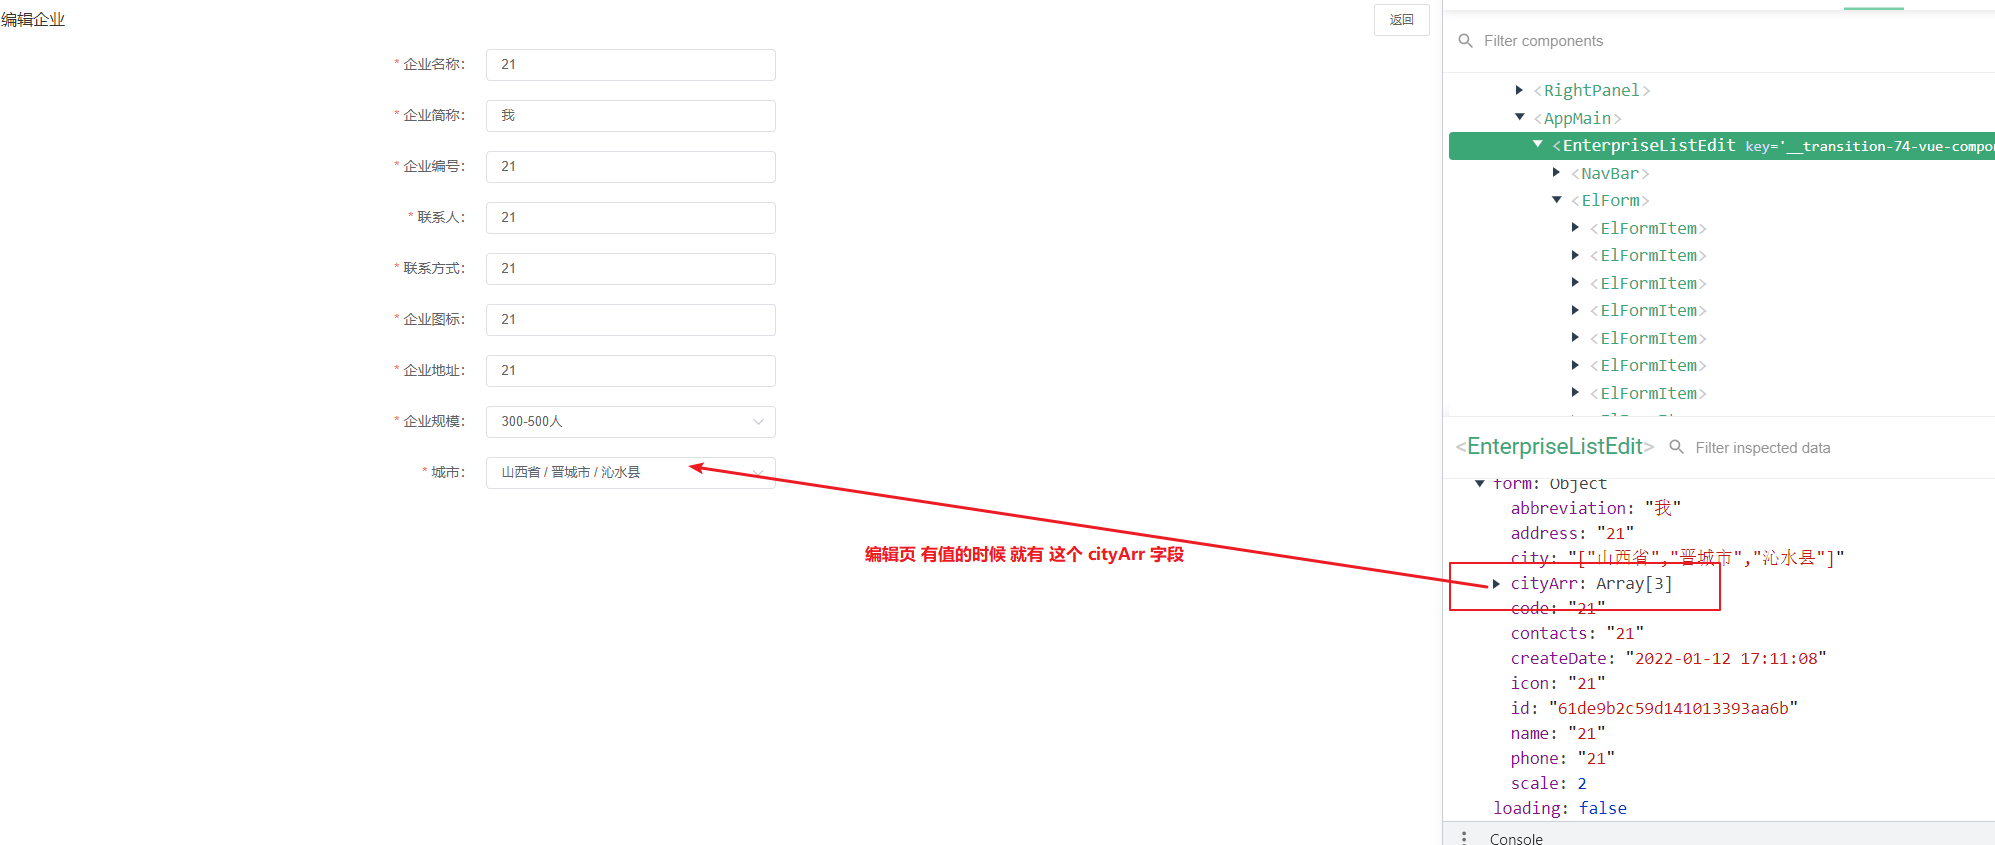 编辑企业
返回
* 企业名称： 21
* 企业简称： 我
* 企业编号： 21
* 联系人： 21
* 联系方式： 21
* 企业图标： 21
* 企业地址： 21
* 企业规模： 300-500人
* 城市： 山西省 / 晋城市 / 沁水县
编辑页 有值的时候 就有 这个 cityArr 字段
Filter components
<RightPanel>
<AppMain>
<EnterpriseListEdit key='__transition-74-vue-compo
<NavBar>
<ElForm>
<ElFormItem>
<ElFormItem>
<ElFormItem>
<ElFormItem>
<ElFormItem>
<ElFormItem>
<ElFormItem>
<EnterpriseListEdit> Filter inspected data
form: Object
abbreviation: "我"
address: "21"
city: "["山西省","晋城市","沁水县"]"
cityArr: Array[3]
code: "21"
contacts: "21"
createDate: "2022-01-12 17:11:08"
icon: "21"
id: "61de9b2c59d141013393aa6b"
name: "21"
phone: "21"
scale: 2
loading: false
Console